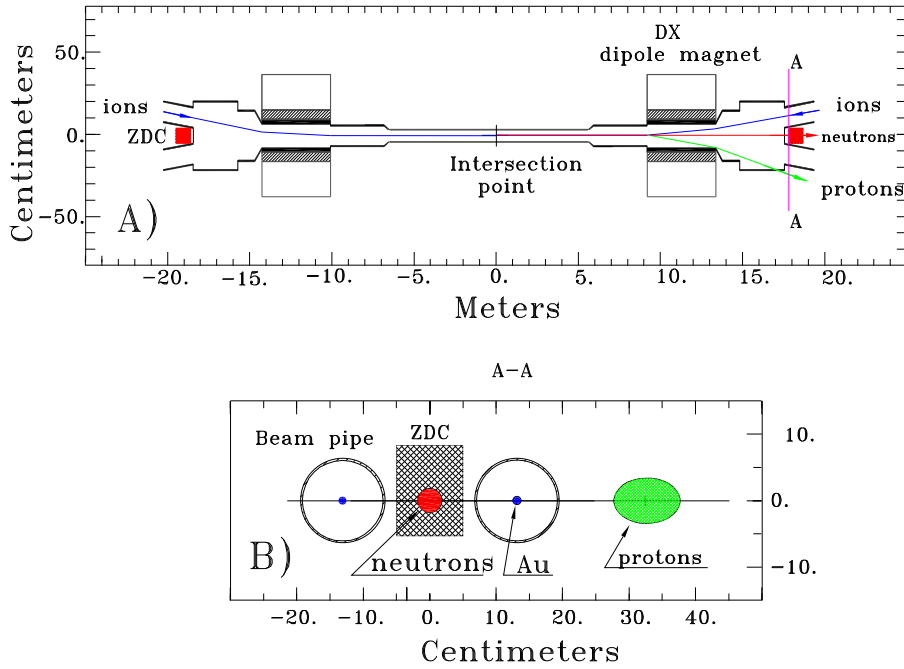 Centimeters
50.
0.
−50.
DX
dipole magnet
A
ions
ions
ZDC
neutrons
Intersection
point
protons
A)
A
−20.
−15.
−10.
−5.
0.
5.
10.
15.
20.
Meters
A−A
Beam pipe
ZDC
10.
0.
−10.
B)
neutrons
Au
protons
−20.
−10.
0.
10.
20.
30.
40.
Centimeters